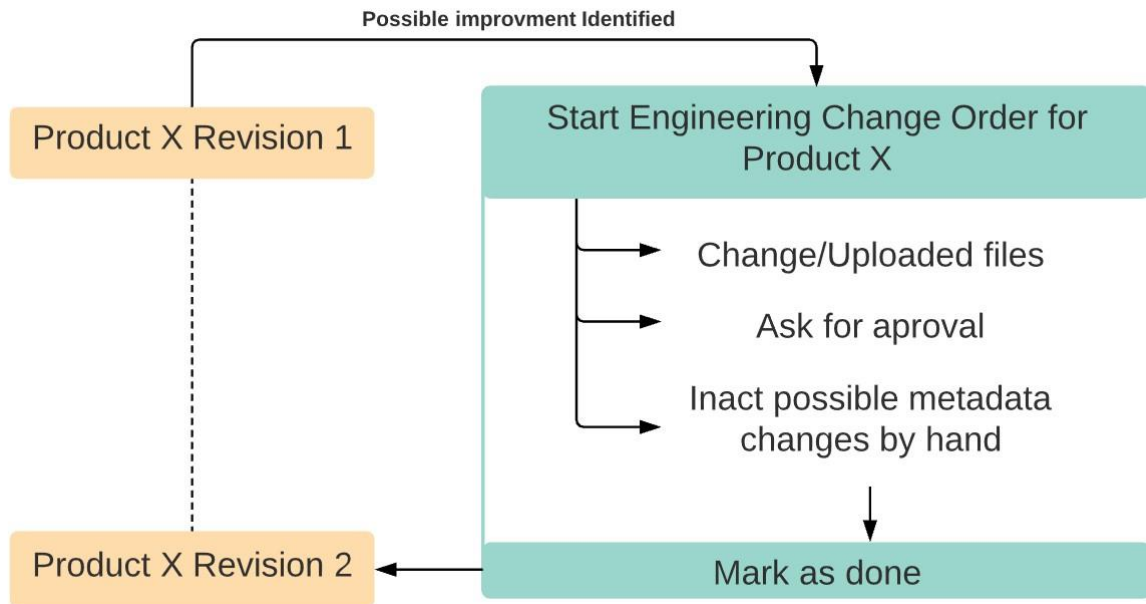 Possible improvment Identified
Product X Revision 1
Start Engineering Change Order for
Product X
Change/Uploaded files
Ask for aproval
Inact possible metadata
changes by hand
Product X Revision 2
Mark as done